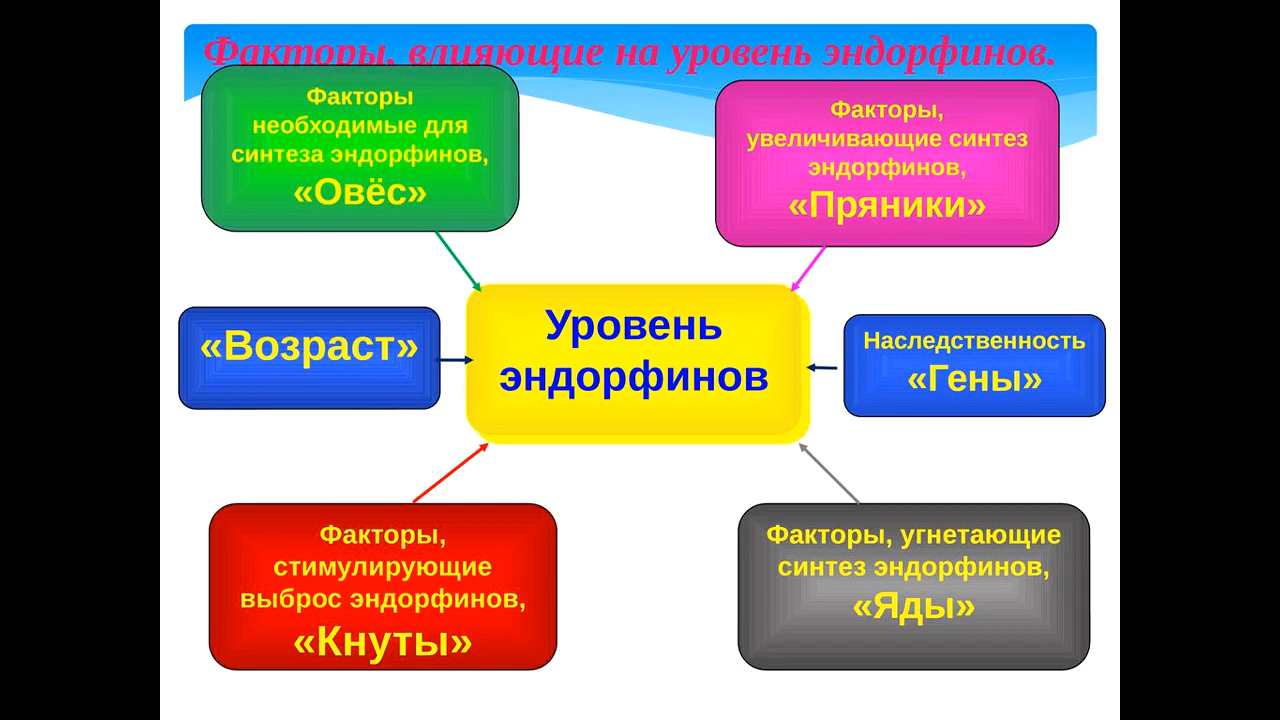 Факторы, влияющие на уровень эндорфинов.
Факторы
необходимые для
синтеза эндорфинов,
«Овёс»
Факторы,
увеличивающие синтез
эндорфинов,
«Пряники»
«Возраст»
Уровень
эндорфинов
Наследственность
«Гены»
Факторы,
стимулирующие
выброс эндорфинов,
«Кнуты»
Факторы, угнетающие
синтез эндорфинов,
«Яды»